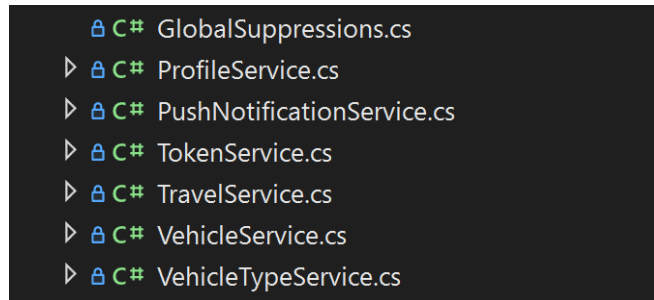 C# GlobalSuppressions.cs
C# ProfileService.cs
C# PushNotificationService.cs
C# TokenService.cs
C# TravelService.cs
C# VehicleService.cs
C# VehicleTypeService.cs